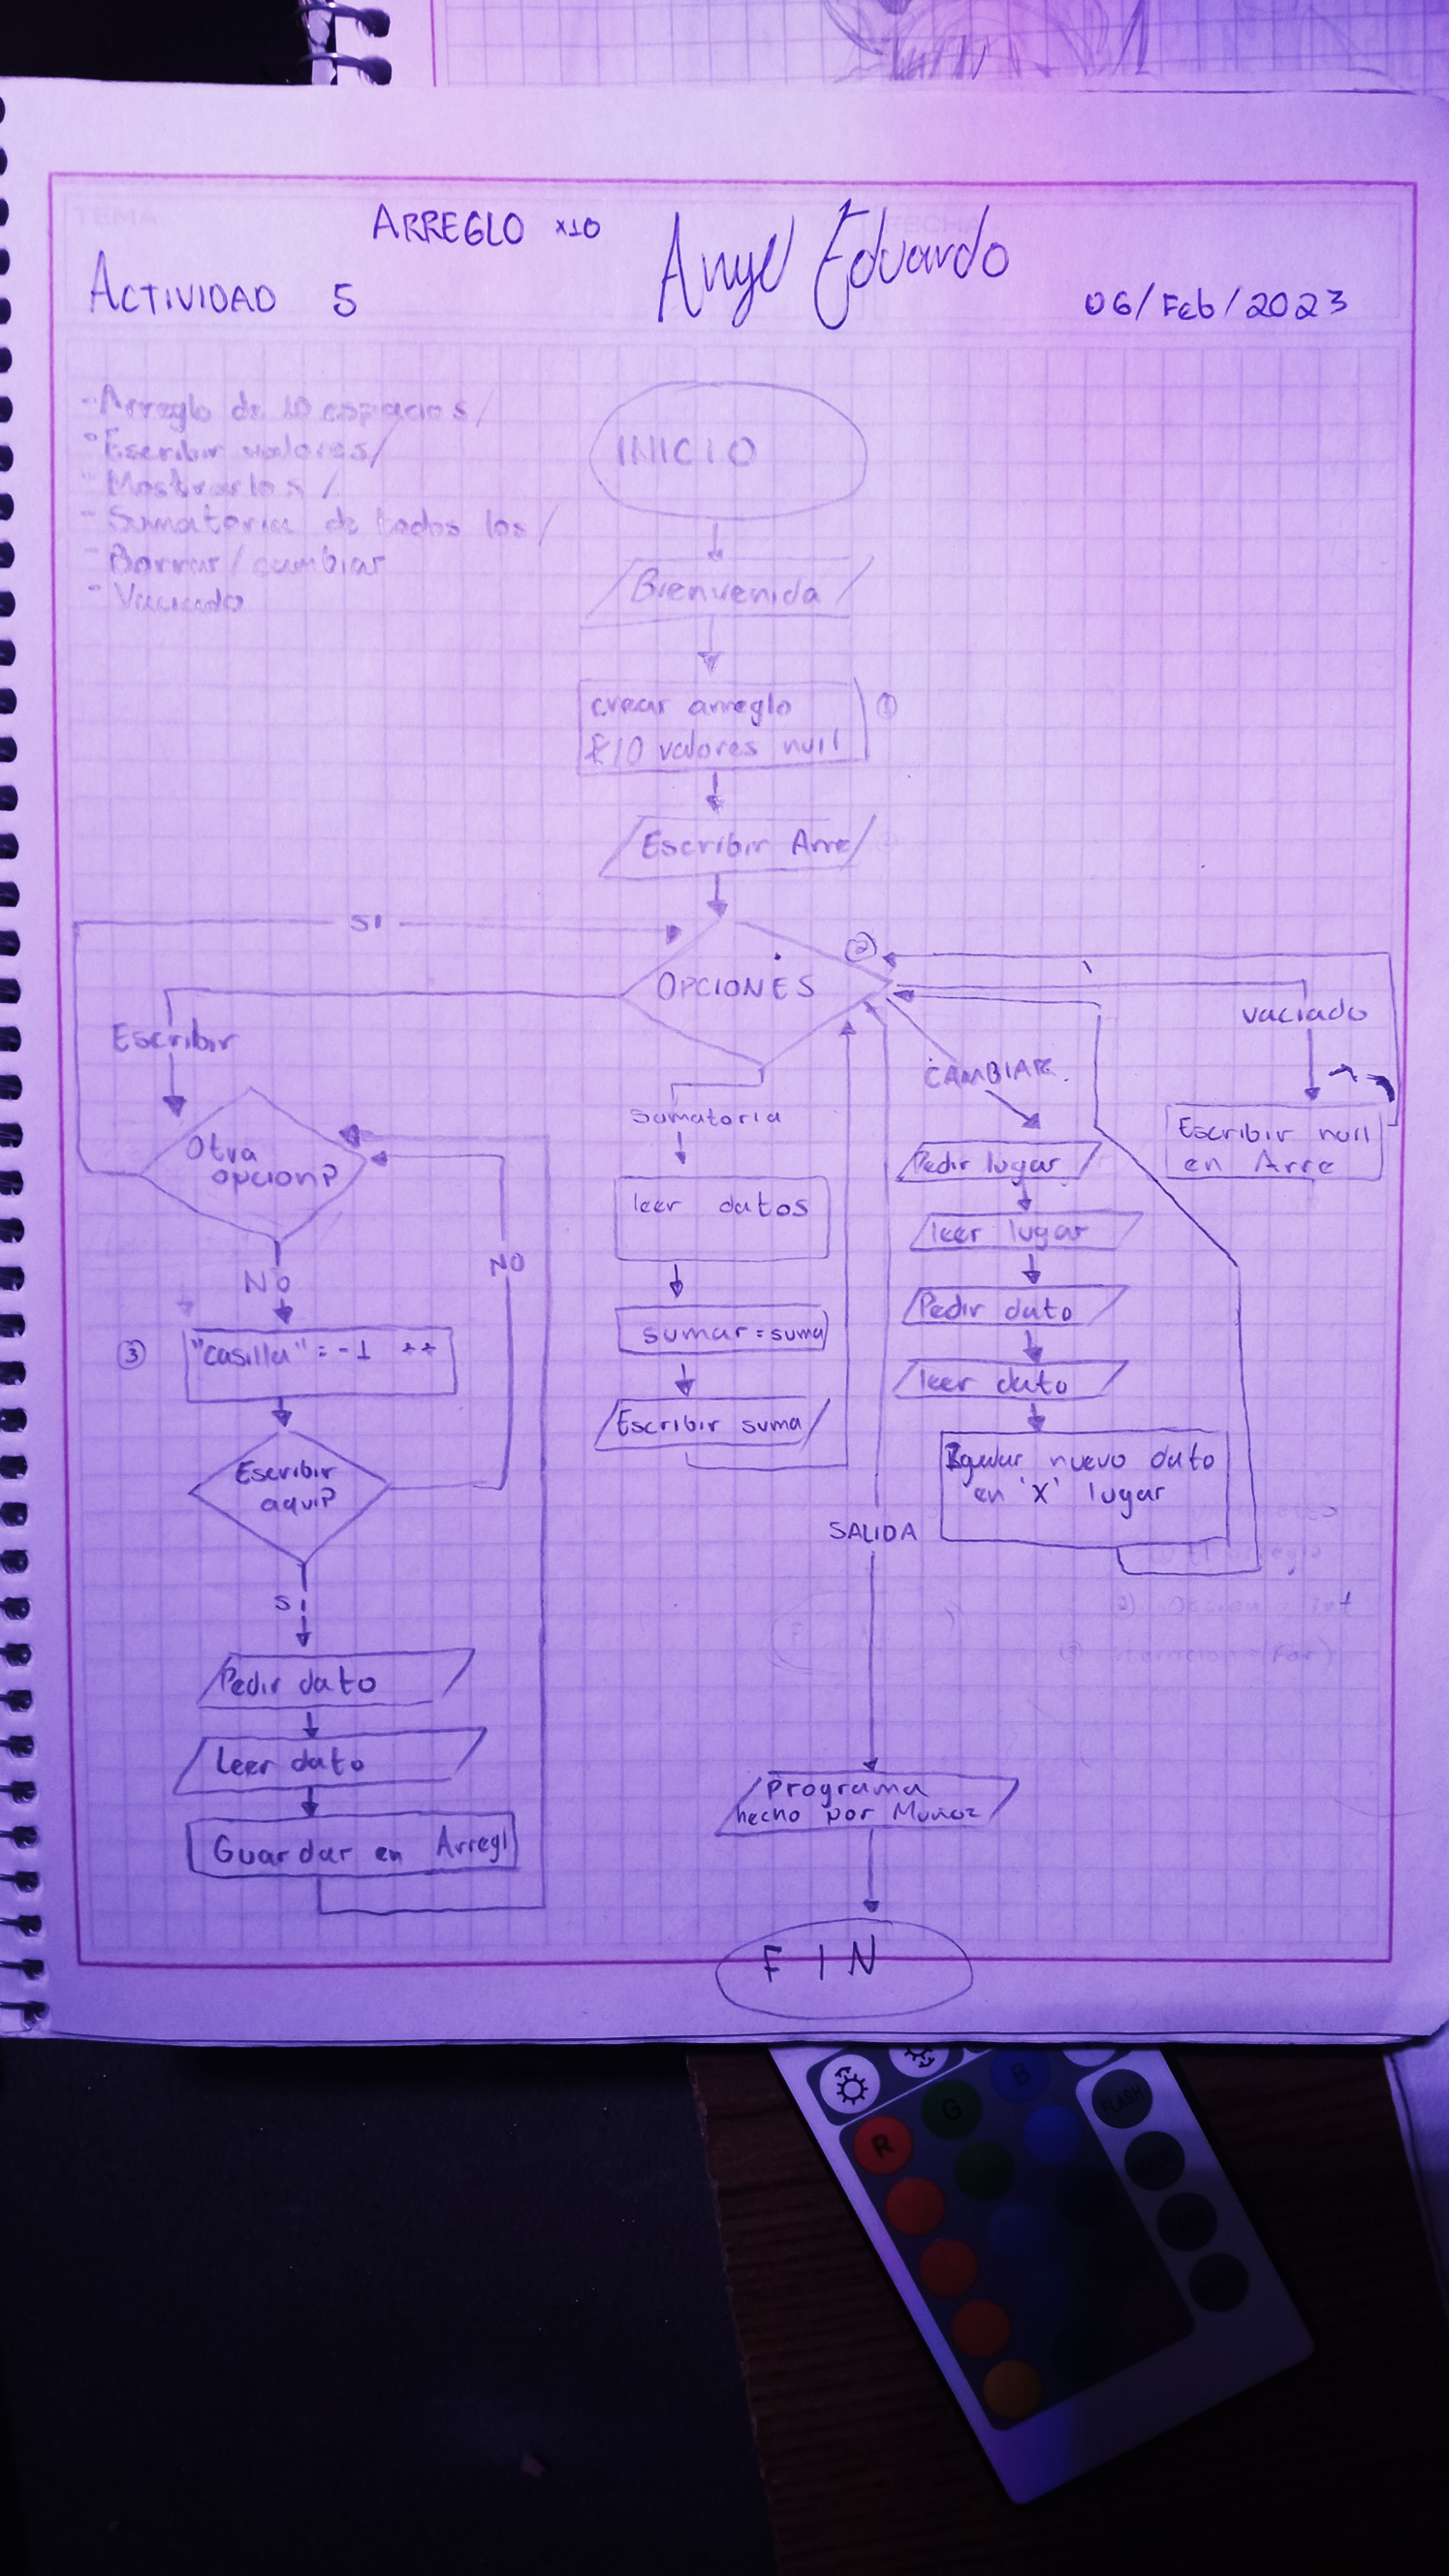 TEMA
FECHA
ARREGLO x10
Angel Eduardo
ACTIVIDAD 5
06/Feb/2023
- Arreglo de 10 espacios /
- Escribir valores /
- Mostrarlos /
- Sumatoria de todos los /
- Borrar / cambiar
- Vaciado
INICIO
Bienvenida
crear arreglo
10 valores null
①
Escribir Arre
SI
OPCIONES
②
Escribir
vaciado
CAMBIAR.
Sumatoria
Escribir null
en Arre
Otra
opcion?
Pedir lugar
leer datos
leer lugar
NO
NO
Pedir dato
③ "casilla" = -1 ++
sumar = suma
leer dato
Escribir suma
Escribir
aqui?
nuevo dato
en 'x' lugar
SALIDA
Si
Pedir dato
Leer dato
Guardar en Arregl
Programa
hecho por Muñoz
FIN
R
G
B
FLASH